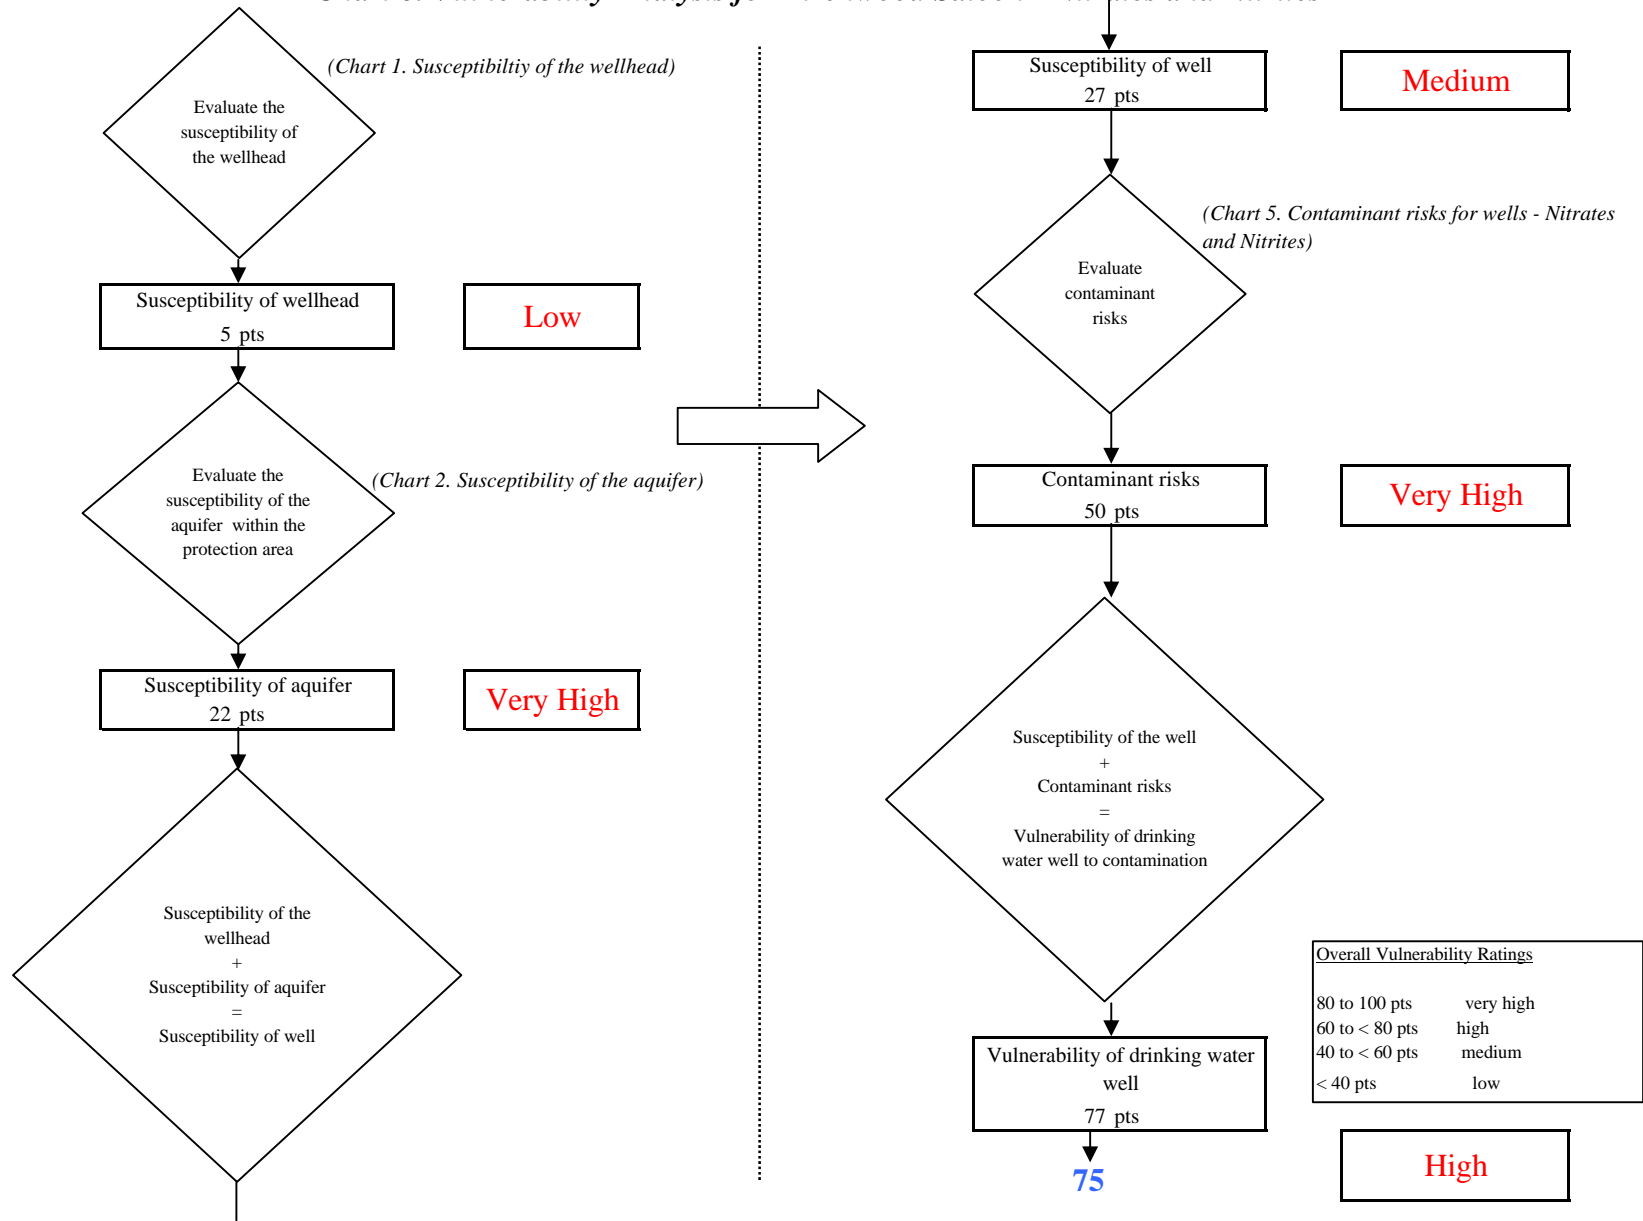 (Chart 1. Susceptibiltiy of the wellhead)
Evaluate the
susceptibility of
the wellhead
Susceptibility of wellhead
5 pts
Low
Evaluate the
susceptibility of the
aquifer within the
protection area
(Chart 2. Susceptibility of the aquifer)
Susceptibility of aquifer
22 pts
Very High
Susceptibility of the
wellhead
+
Susceptibility of aquifer
=
Susceptibility of well
Susceptibility of well
27 pts
Medium
(Chart 5. Contaminant risks for wells - Nitrates
and Nitrites)
Evaluate
contaminant
risks
Contaminant risks
50 pts
Very High
Susceptibility of the well
+
Contaminant risks
=
Vulnerability of drinking
water well to contamination
Overall Vulnerability Ratings
80 to 100 pts very high
60 to < 80 pts high
40 to < 60 pts medium
< 40 pts low
Vulnerability of drinking water
well
77 pts
75
High